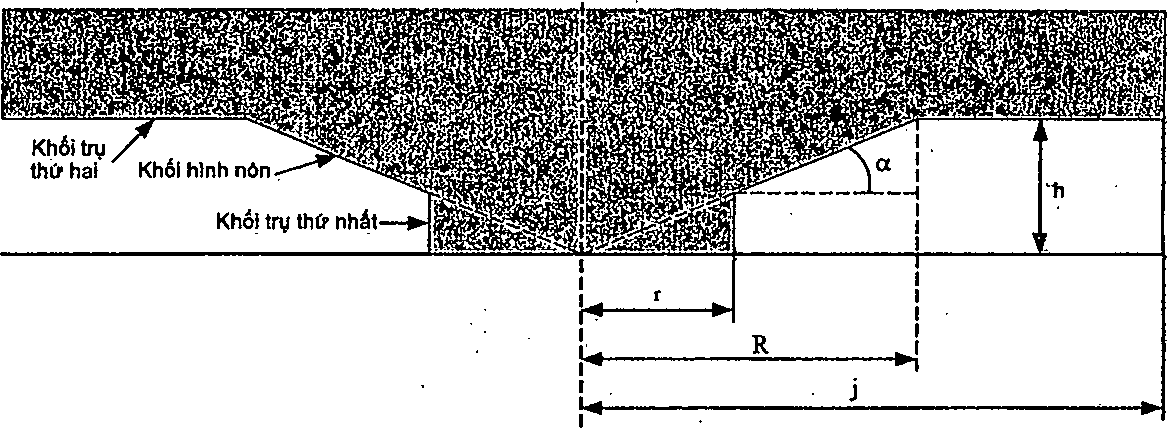 Khối trụ
thứ hai
Khối hình nón
Khối trụ thứ nhất
α
h
r
R
j